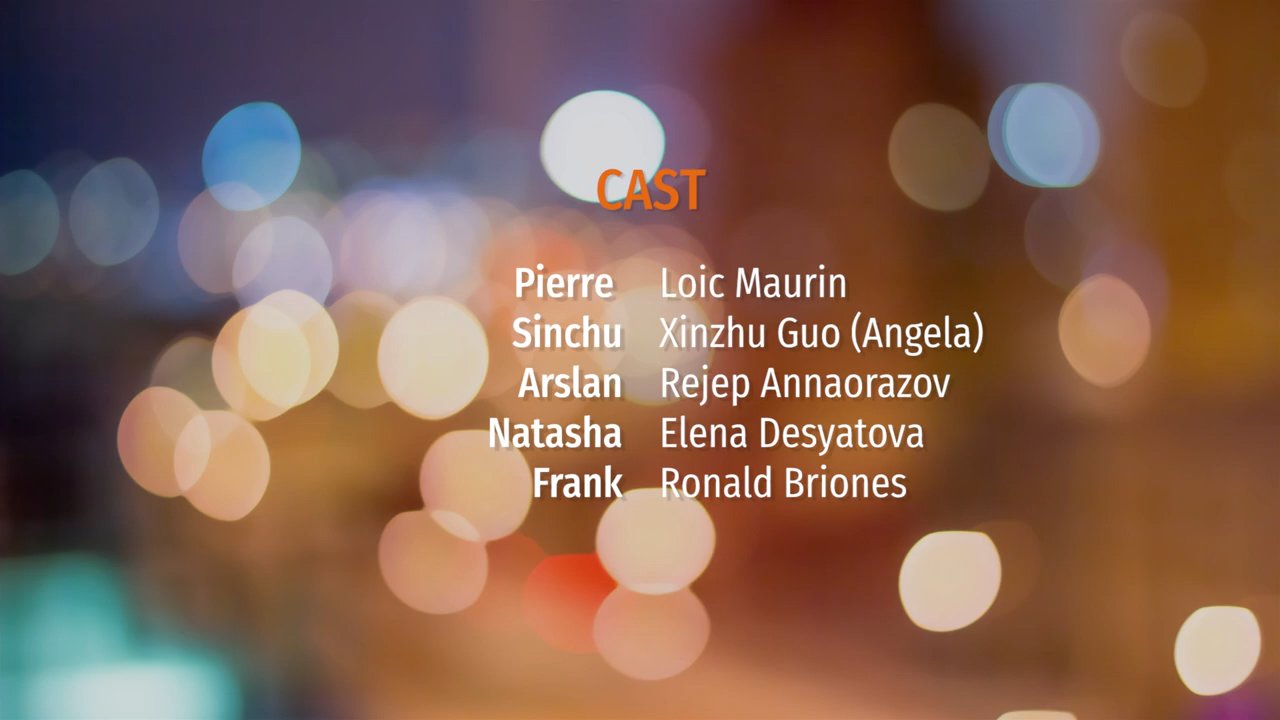 CAST
Pierre Loic Maurin
Sinchu Xinzhu Guo (Angela)
Arslan Rejep Annaorazov
Natasha Elena Desyatova
Frank Ronald Briones